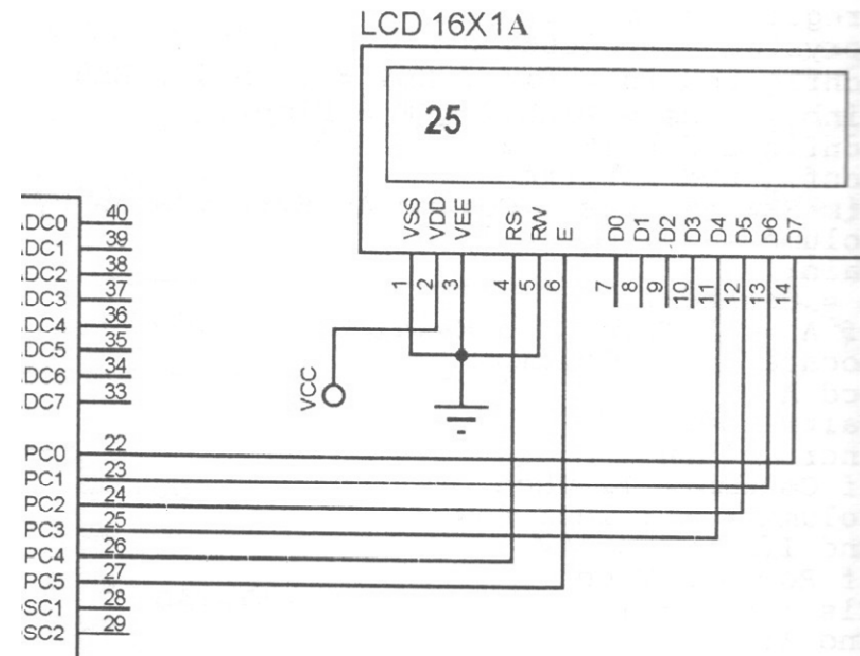 LCD 16X1A
25
VSS
VDD
VEE
RS
RW
E
D0
D1
D2
D3
D4
D5
D6
D7
1
2
3
4
5
6
7
8
9
10
11
12
13
14
VCC
ADC0 40
ADC1 39
.DC2 38
.DC3 37
.DC4 36
.DC5 35
.DC6 34
.DC7 33
PC0 22
PC1 23
PC2 24
PC3 25
PC4 26
PC5 27
SC1 28
SC2 29